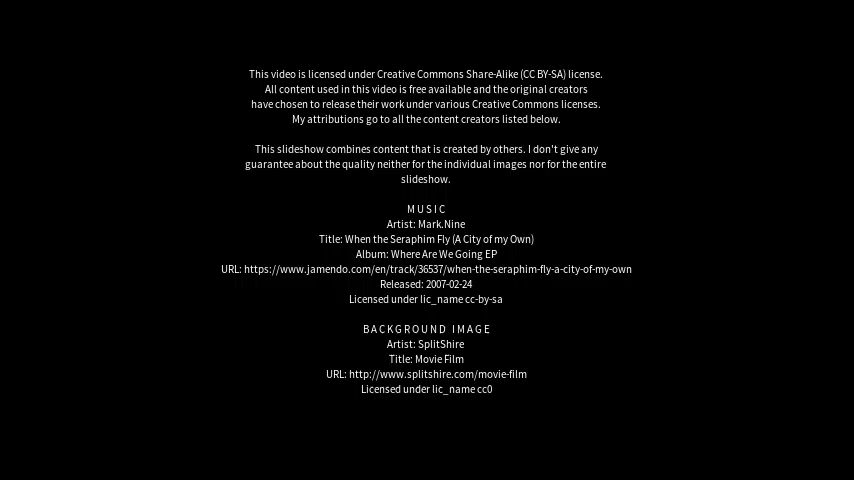 This video is licensed under Creative Commons Share-Alike (CC BY-SA) license.
All content used in this video is free available and the original creators
have chosen to release their work under various Creative Commons licenses.
My attributions go to all the content creators listed below.
This slideshow combines content that is created by others. I don't give any
guarantee about the quality neither for the individual images nor for the entire
slideshow.
MUSIC
Artist: Mark.Nine
Title: When the Seraphim Fly (A City of my Own)
Album: Where Are We Going EP
URL: https://www.jamendo.com/en/track/36537/when-the-seraphim-fly-a-city-of-my-own
Released: 2007-02-24
Licensed under lic_name cc-by-sa
BACKGROUND IMAGE
Artist: SplitShire
Title: Movie Film
URL: http://www.splitshire.com/movie-film
Licensed under lic_name cc0